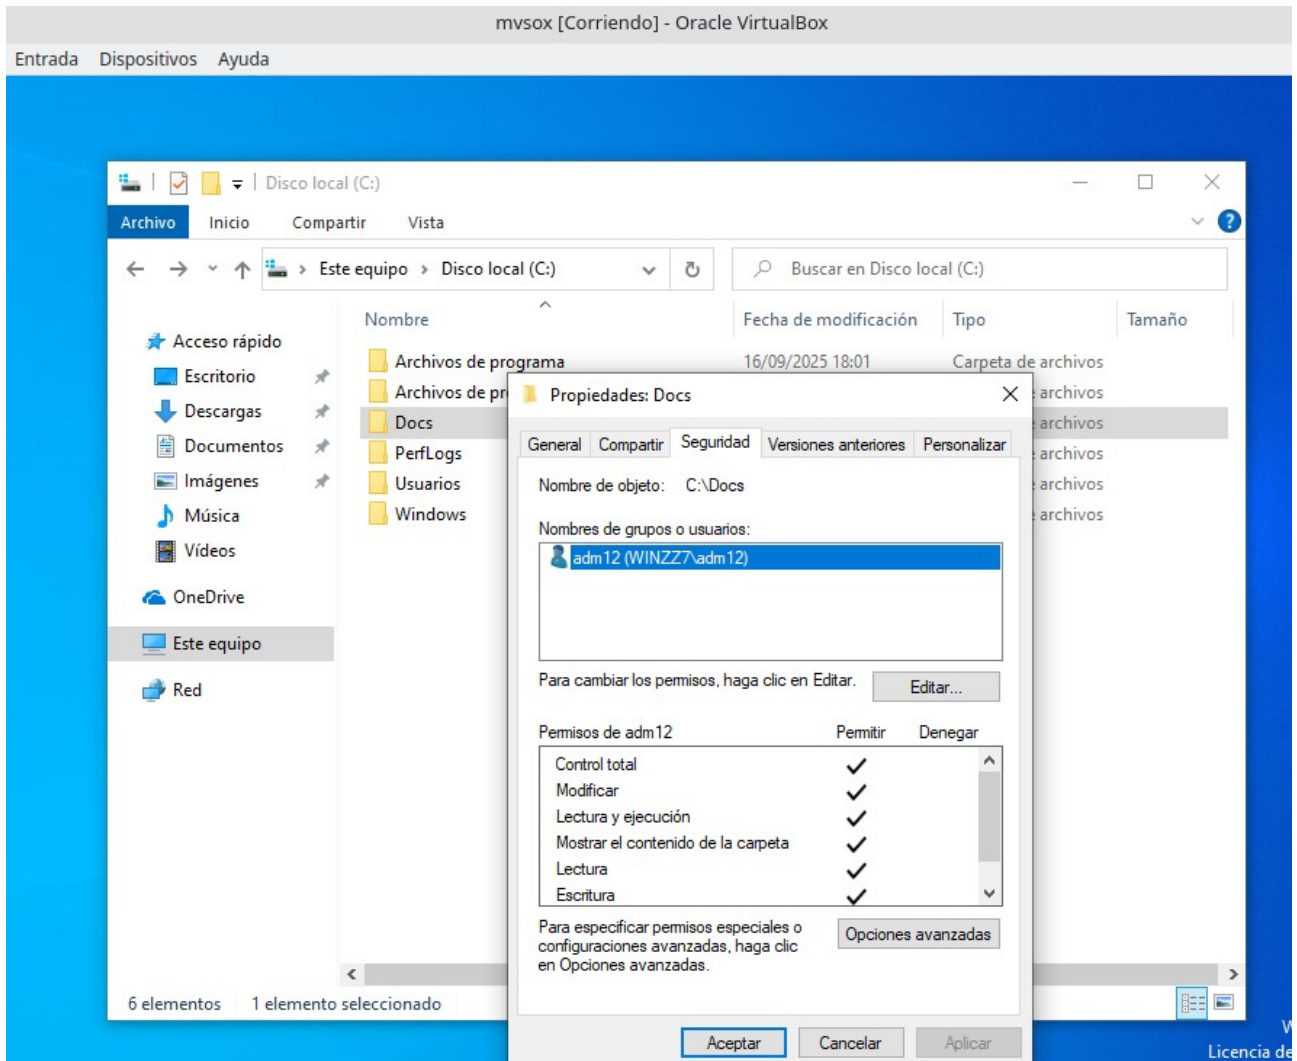 mvsox [Corriendo] - Oracle VirtualBox
Entrada Dispositivos Ayuda
Disco local (C:)
Archivo Inicio Compartir Vista
Este equipo › Disco local (C:)
Buscar en Disco local (C:)
Nombre Fecha de modificación Tipo Tamaño
Acceso rápido
Escritorio
Descargas
Documentos
Imágenes
Música
Vídeos
OneDrive
Este equipo
Red
Archivos de programa 16/09/2025 18:01 Carpeta de archivos
Archivos de pr archivos
Docs archivos
PerfLogs archivos
Usuarios archivos
Windows archivos
Propiedades: Docs
General Compartir Seguridad Versiones anteriores Personalizar
Nombre de objeto: C:\Docs
Nombres de grupos o usuarios:
adm12 (WINZZ7\adm12)
Para cambiar los permisos, haga clic en Editar.
Editar...
Permisos de adm12 Permitir Denegar
Control total
Modificar
Lectura y ejecución
Mostrar el contenido de la carpeta
Lectura
Escritura
Para especificar permisos especiales o
configuraciones avanzadas, haga clic
en Opciones avanzadas.
Opciones avanzadas
Aceptar Cancelar Aplicar
6 elementos 1 elemento seleccionado
W
Licencia de